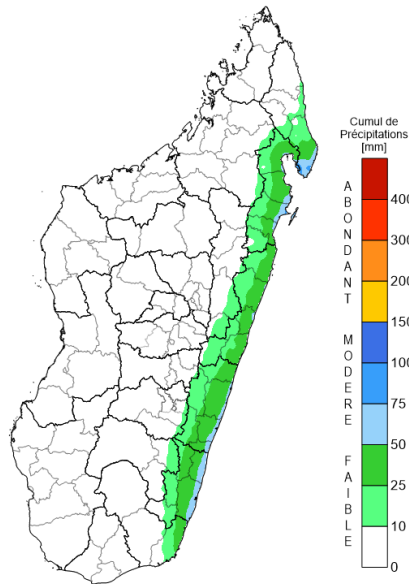 Cumul de
Précipitations
[mm]
ABONDANT
MODERE
FAIBLE
400
300
200
150
100
75
50
25
10
0